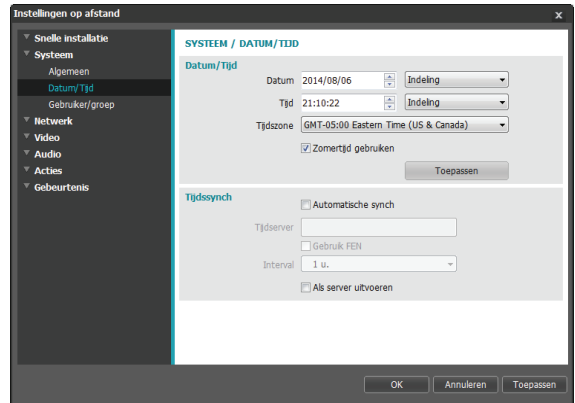 Instellingen op afstand x
Snelle installatie
Systeem
Algemeen
Datum/Tijd
Gebruiker/groep
Netwerk
Video
Audio
Acties
Gebeurtenis
SYSTEEM / DATUM/TIJD
Datum/Tijd
Datum 2014/08/06 Indeling
Tijd 21:10:22 Indeling
Tijdszone GMT-05:00 Eastern Time (US & Canada)
Zomertijd gebruiken
Toepassen
Tijdssynch
Automatische synch
Tijdserver
Gebruik FEN
Interval 1 u.
Als server uitvoeren
OK Annuleren Toepassen